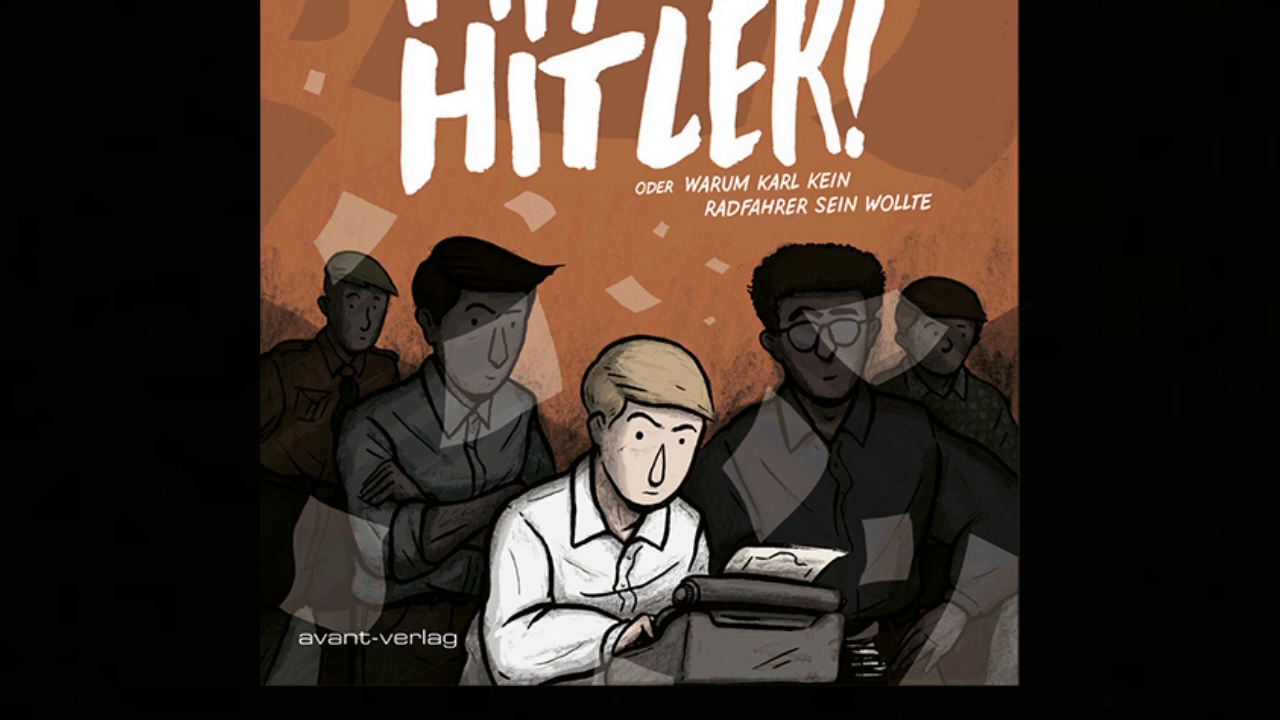 HITLER!
ODER WARUM KARL KEIN
RADFAHRER SEIN WOLLTE
avant-verlag